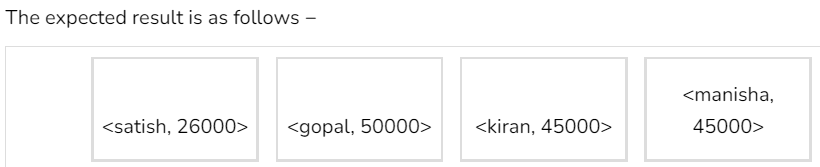 The expected result is as follows −
<satish, 26000> <gopal, 50000> <kiran, 45000> <manisha,
45000>